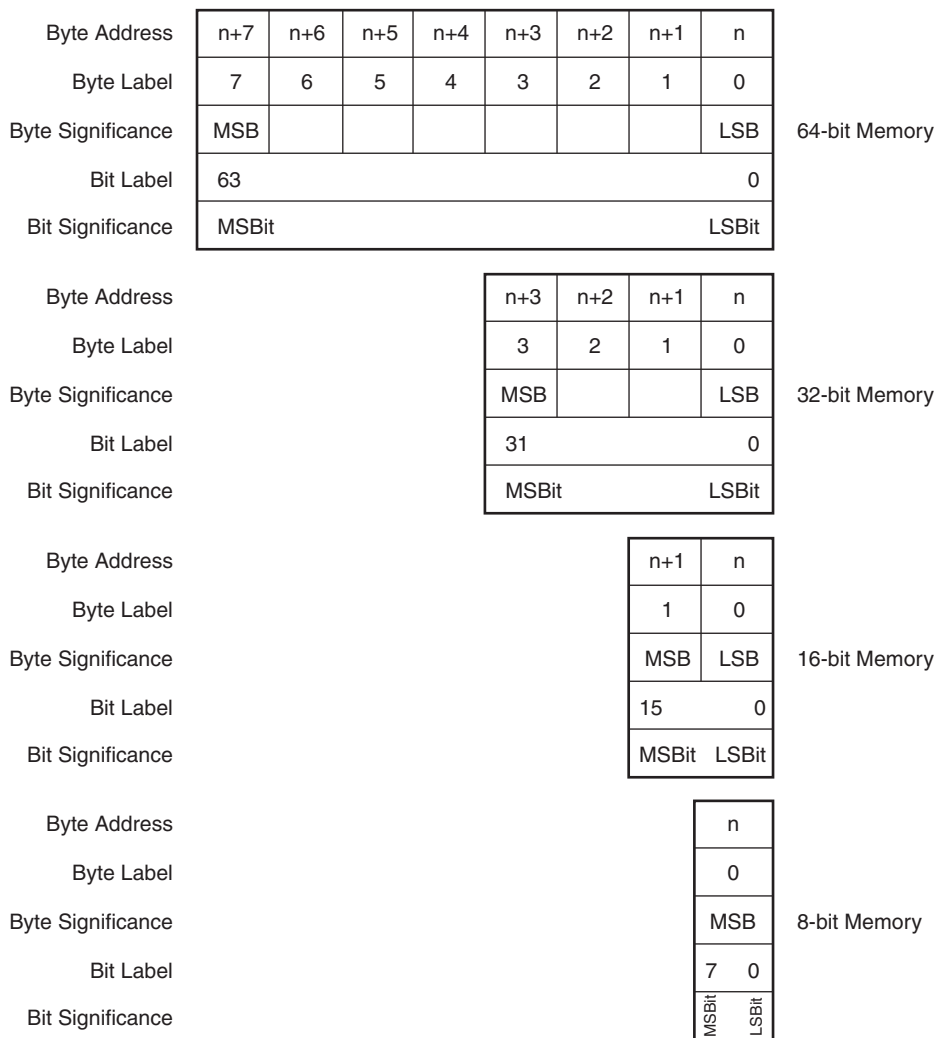 Byte Address n+7 n+6 n+5 n+4 n+3 n+2 n+1 n
Byte Label 7 6 5 4 3 2 1 0
Byte Significance MSB LSB 64-bit Memory
Bit Label 63 0
Bit Significance MSBit LSBit
Byte Address n+3 n+2 n+1 n
Byte Label 3 2 1 0
Byte Significance MSB LSB 32-bit Memory
Bit Label 31 0
Bit Significance MSBit LSBit
Byte Address n+1 n
Byte Label 1 0
Byte Significance MSB LSB 16-bit Memory
Bit Label 15 0
Bit Significance MSBit LSBit
Byte Address n
Byte Label 0
Byte Significance MSB 8-bit Memory
Bit Label 7 0
Bit Significance MSBit LSBit